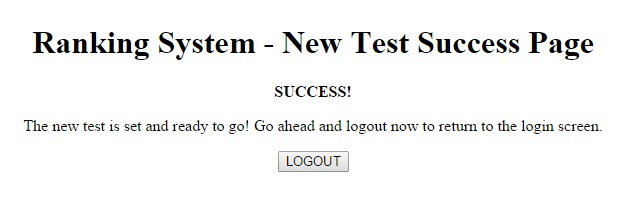 Ranking System - New Test Success Page
SUCCESS!
The new test is set and ready to go! Go ahead and logout now to return to the login screen.
LOGOUT